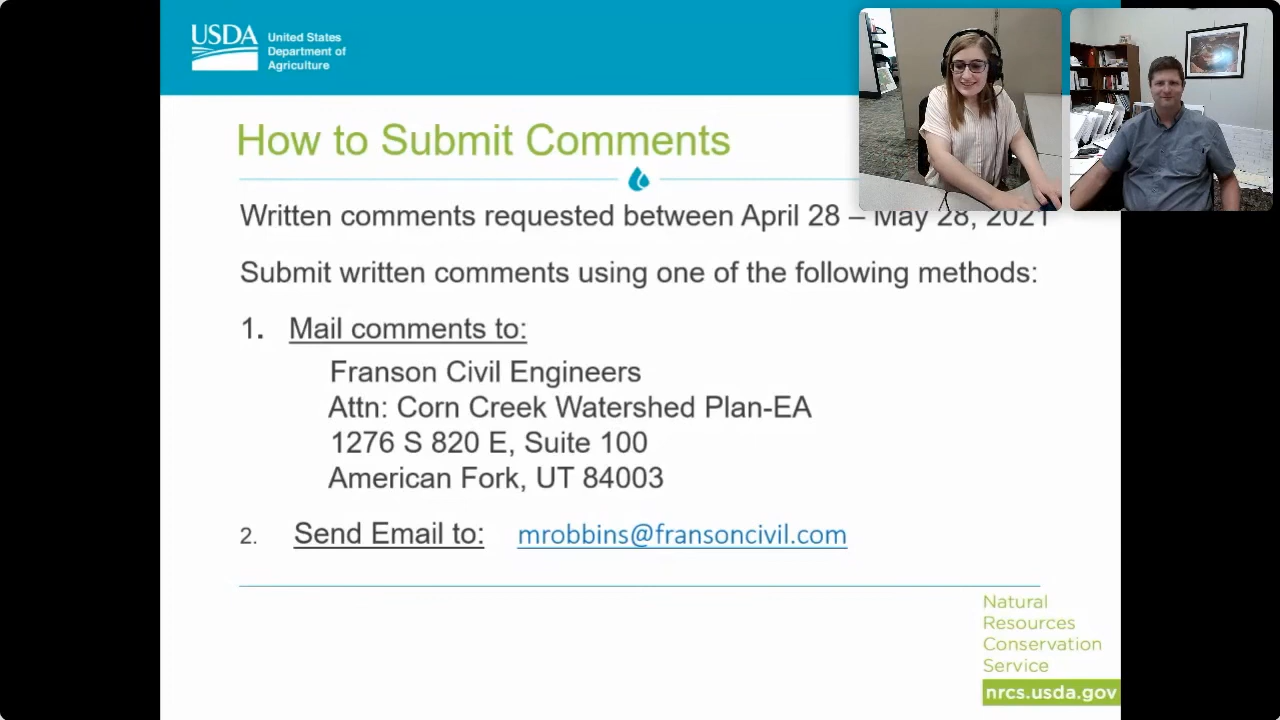 USDA
United States
Department of
Agriculture
How to Submit Comments
Written comments requested between April 28 – May 28, 2021
Submit written comments using one of the following methods:
1. Mail comments to:
Franson Civil Engineers
Attn: Corn Creek Watershed Plan-EA
1276 S 820 E, Suite 100
American Fork, UT 84003
2. Send Email to: mrobbins@fransoncivil.com
Natural
Resources
Conservation
Service
nrcs.usda.gov